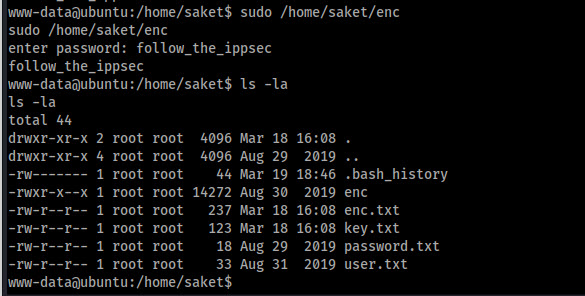 www-data@ubuntu:/home/saket$ sudo /home/saket/enc
sudo /home/saket/enc
enter password: follow_the_ippsec
follow_the_ippsec
www-data@ubuntu:/home/saket$ ls -la
ls -la
total 44
drwxr-xr-x 2 root root  4096 Mar 18 16:08 .
drwxr-xr-x 4 root root  4096 Aug 29  2019 ..
-rw------- 1 root root    44 Mar 19 18:46 .bash_history
-rwxr-x--x 1 root root 14272 Aug 30  2019 enc
-rw-r--r-- 1 root root   237 Mar 18 16:08 enc.txt
-rw-r--r-- 1 root root   123 Mar 18 16:08 key.txt
-rw-r--r-- 1 root root    18 Aug 29  2019 password.txt
-rw-r--r-- 1 root root    33 Aug 31  2019 user.txt
www-data@ubuntu:/home/saket$